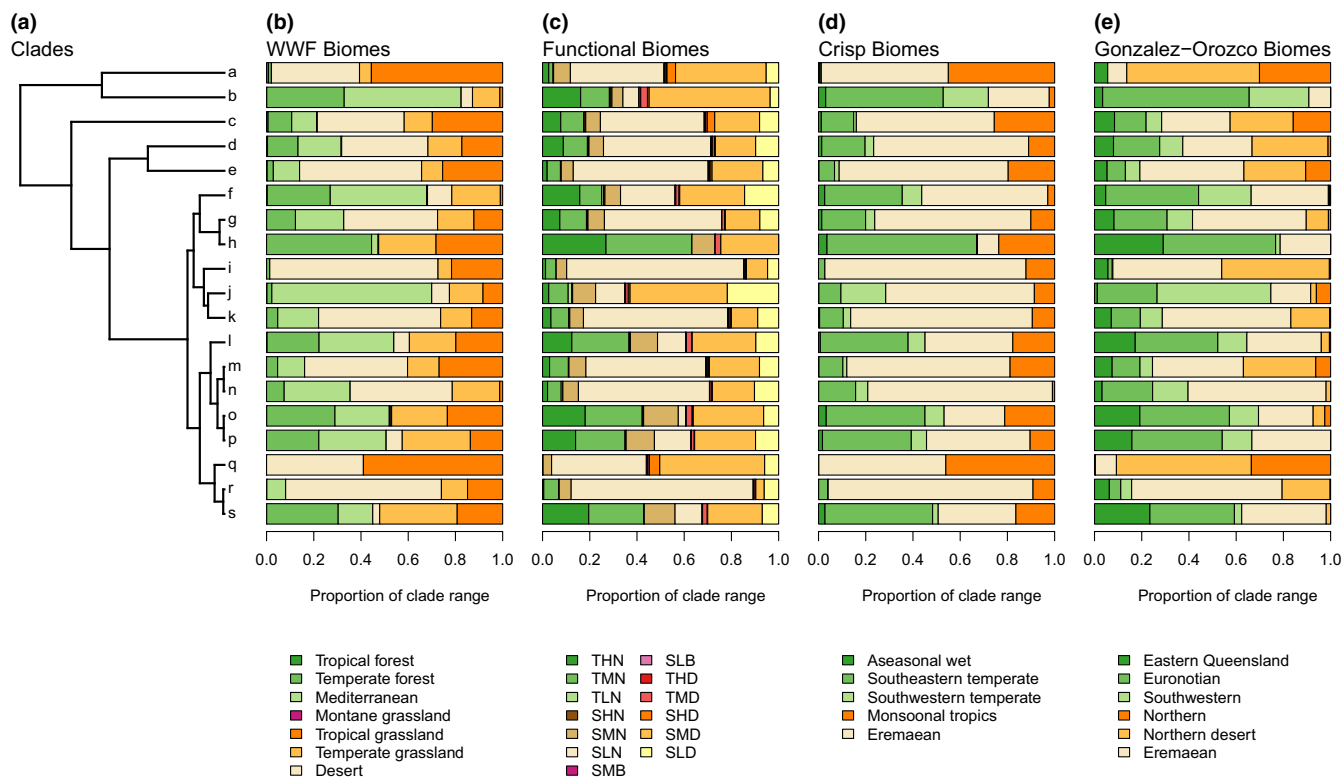 (a)
Clades
(b)
WWF Biomes
(c)
Functional Biomes
(d)
Crisp Biomes
(e)
Gonzalez−Orozco Biomes
a
b
c
d
e
f
g
h
i
j
k
l
m
n
o
p
q
r
s
0.0 0.2 0.4 0.6 0.8 1.0
0.0 0.2 0.4 0.6 0.8 1.0
0.0 0.2 0.4 0.6 0.8 1.0
0.0 0.2 0.4 0.6 0.8 1.0
Proportion of clade range
Proportion of clade range
Proportion of clade range
Proportion of clade range
Tropical forest
Temperate forest
Mediterranean
Montane grassland
Tropical grassland
Temperate grassland
Desert
THN
TMN
TLN
SHN
SMN
SLN
SMB
SLB
THD
TMD
SHD
SMD
SLD
Aseasonal wet
Southeastern temperate
Southwestern temperate
Monsoonal tropics
Eremaean
Eastern Queensland
Euronotian
Southwestern
Northern
Northern desert
Eremaean